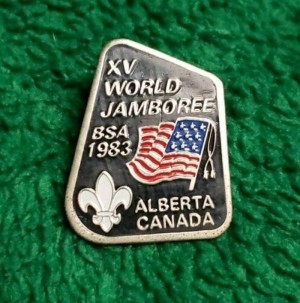 XV
WORLD
JAMBOREE
BSA
1983
ALBERTA
CANADA